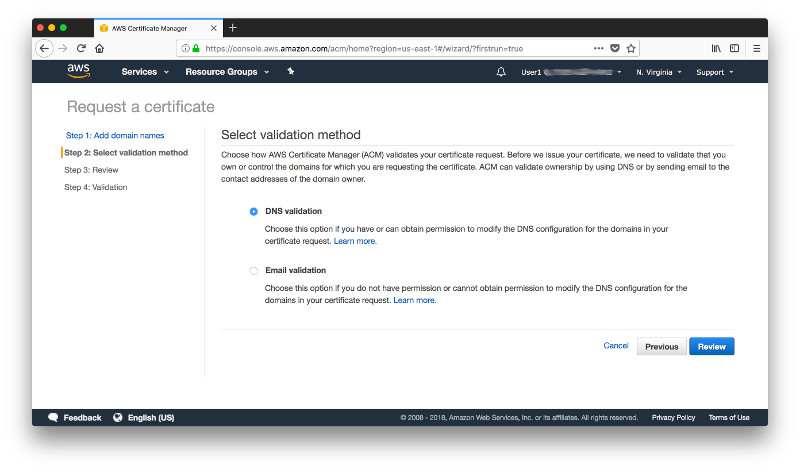 AWS Certificate Manager
https://console.aws.amazon.com/acm/home?region=us-east-1#/wizard/?firstrun=true
aws Services Resource Groups User1 N. Virginia Support
Request a certificate
Step 1: Add domain names
Step 2: Select validation method
Step 3: Review
Step 4: Validation
Select validation method
Choose how AWS Certificate Manager (ACM) validates your certificate request. Before we issue your certificate, we need to validate that you
own or control the domains for which you are requesting the certificate. ACM can validate ownership by using DNS or by sending email to the
contact addresses of the domain owner.
DNS validation
Choose this option if you have or can obtain permission to modify the DNS configuration for the domains in your
certificate request. Learn more.
Email validation
Choose this option if you do not have permission or cannot obtain permission to modify the DNS configuration for the
domains in your certificate request. Learn more.
Cancel Previous Review
Feedback English (US) © 2008 - 2018, Amazon Web Services, Inc. or its affiliates. All rights reserved. Privacy Policy Terms of Use